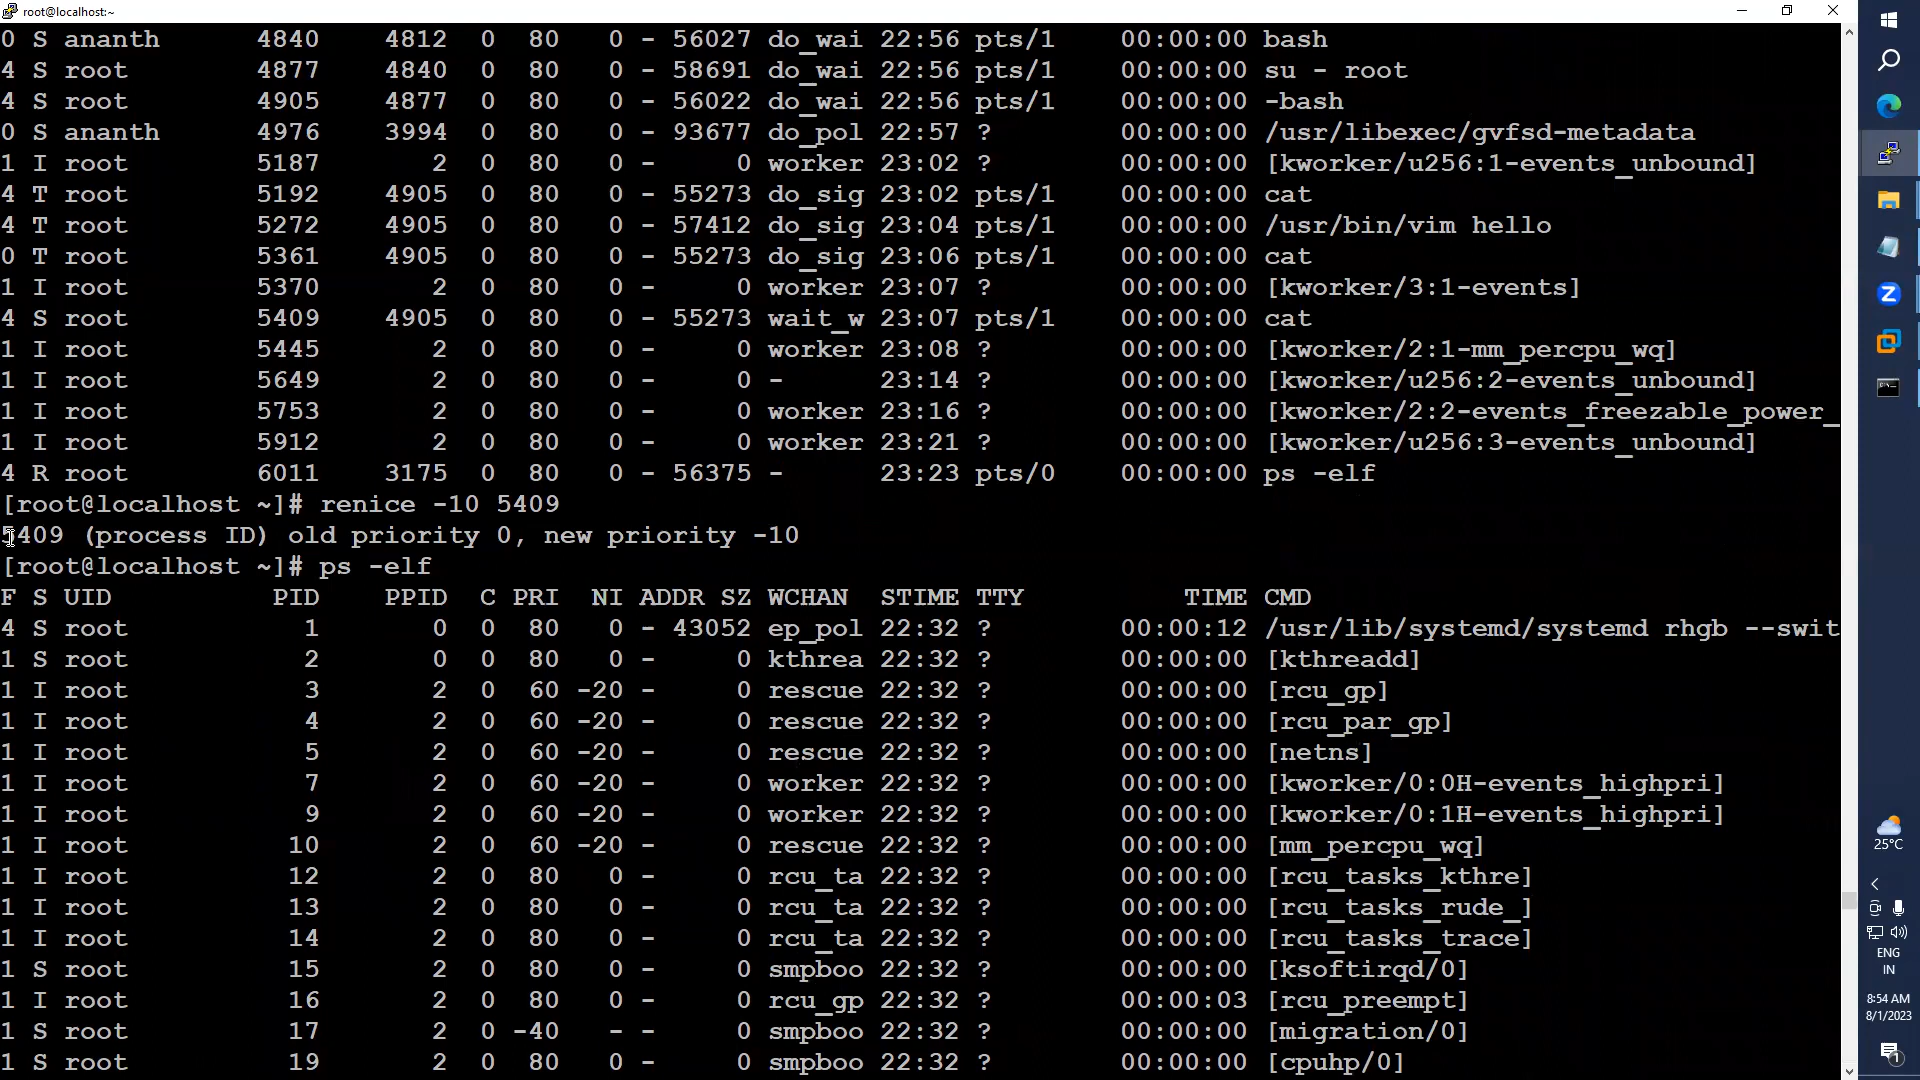 root@localhost:~
0 S ananth 4840 4812 0 80 0 - 56027 do_wai 22:56 pts/1 00:00:00 bash
4 S root 4877 4840 0 80 0 - 58691 do_wai 22:56 pts/1 00:00:00 su - root
4 S root 4905 4877 0 80 0 - 56022 do_wai 22:56 pts/1 00:00:00 -bash
0 S ananth 4976 3994 0 80 0 - 93677 do_pol 22:57 ? 00:00:00 /usr/libexec/gvfsd-metadata
1 I root 5187 2 0 80 0 - 0 worker 23:02 ? 00:00:00 [kworker/u256:1-events_unbound]
4 T root 5192 4905 0 80 0 - 55273 do_sig 23:02 pts/1 00:00:00 cat
4 T root 5272 4905 0 80 0 - 57412 do_sig 23:04 pts/1 00:00:00 /usr/bin/vim hello
0 T root 5361 4905 0 80 0 - 55273 do_sig 23:06 pts/1 00:00:00 cat
1 I root 5370 2 0 80 0 - 0 worker 23:07 ? 00:00:00 [kworker/3:1-events]
4 S root 5409 4905 0 80 0 - 55273 wait_w 23:07 pts/1 00:00:00 cat
1 I root 5445 2 0 80 0 - 0 worker 23:08 ? 00:00:00 [kworker/2:1-mm_percpu_wq]
1 I root 5649 2 0 80 0 - 0 - 23:14 ? 00:00:00 [kworker/u256:2-events_unbound]
1 I root 5753 2 0 80 0 - 0 worker 23:16 ? 00:00:00 [kworker/2:2-events_freezable_power_
1 I root 5912 2 0 80 0 - 0 worker 23:21 ? 00:00:00 [kworker/u256:3-events_unbound]
4 R root 6011 3175 0 80 0 - 56375 - 23:23 pts/0 00:00:00 ps -elf
[root@localhost ~]# renice -10 5409
5409 (process ID) old priority 0, new priority -10
[root@localhost ~]# ps -elf
F S UID PID PPID C PRI NI ADDR SZ WCHAN STIME TTY TIME CMD
4 S root 1 0 0 80 0 - 43052 ep_pol 22:32 ? 00:00:12 /usr/lib/systemd/systemd rhgb --swit
1 S root 2 0 0 80 0 - 0 kthrea 22:32 ? 00:00:00 [kthreadd]
1 I root 3 2 0 60 -20 - 0 rescue 22:32 ? 00:00:00 [rcu_gp]
1 I root 4 2 0 60 -20 - 0 rescue 22:32 ? 00:00:00 [rcu_par_gp]
1 I root 5 2 0 60 -20 - 0 rescue 22:32 ? 00:00:00 [netns]
1 I root 7 2 0 60 -20 - 0 worker 22:32 ? 00:00:00 [kworker/0:0H-events_highpri]
1 I root 9 2 0 60 -20 - 0 worker 22:32 ? 00:00:00 [kworker/0:1H-events_highpri]
1 I root 10 2 0 60 -20 - 0 rescue 22:32 ? 00:00:00 [mm_percpu_wq]
1 I root 12 2 0 80 0 - 0 rcu_ta 22:32 ? 00:00:00 [rcu_tasks_kthre]
1 I root 13 2 0 80 0 - 0 rcu_ta 22:32 ? 00:00:00 [rcu_tasks_rude_]
1 I root 14 2 0 80 0 - 0 rcu_ta 22:32 ? 00:00:00 [rcu_tasks_trace]
1 S root 15 2 0 80 0 - 0 smpboo 22:32 ? 00:00:00 [ksoftirqd/0]
1 I root 16 2 0 80 0 - 0 rcu_gp 22:32 ? 00:00:03 [rcu_preempt]
1 S root 17 2 0 -40 - - 0 smpboo 22:32 ? 00:00:00 [migration/0]
1 S root 19 2 0 80 0 - 0 smpboo 22:32 ? 00:00:00 [cpuhp/0]
Z
25°C
ENG
IN
8:54 AM
8/1/2023
1